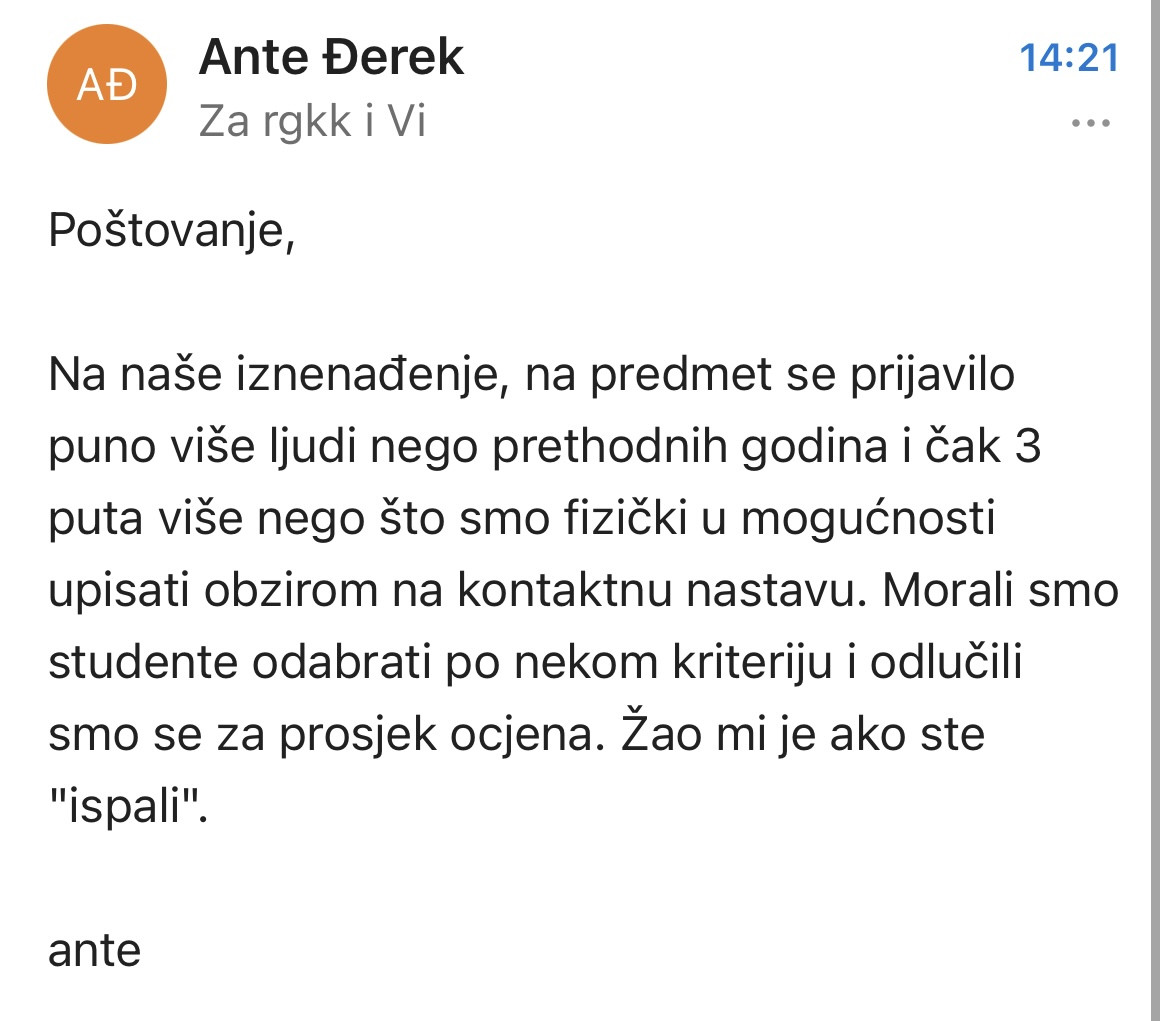 AĐ
Ante Đerek
14:21
Za rgkk i Vi
...
Poštovanje,
Na naše iznenađenje, na predmet se prijavilo
puno više ljudi nego prethodnih godina i čak 3
puta više nego što smo fizički u mogućnosti
upisati obzirom na kontaktnu nastavu. Morali smo
studente odabrati po nekom kriteriju i odlučili
smo se za prosjek ocjena. Žao mi je ako ste
"ispali".
ante